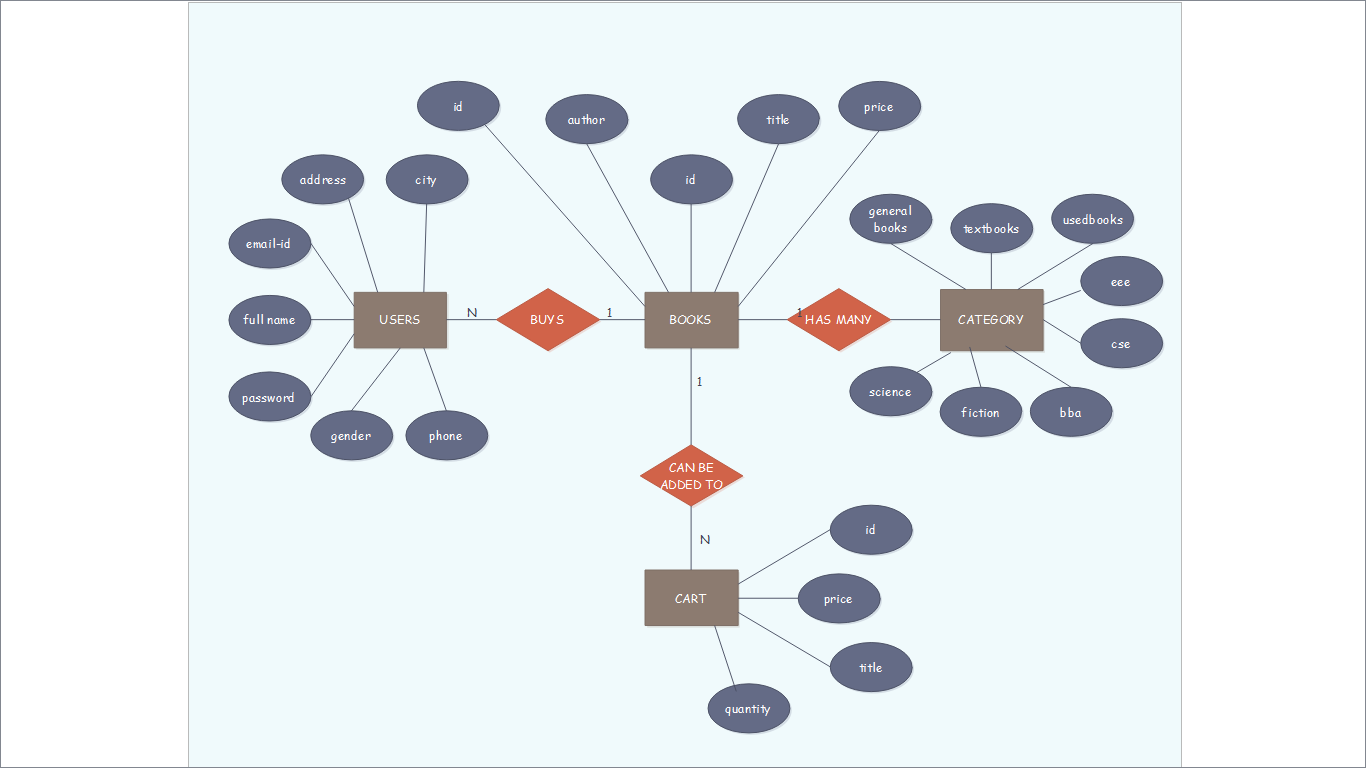 id
author
title
price
id
address
city
email-id
full name
password
gender
phone
USERS
N
BUYS
1
BOOKS
1
HAS MANY
CATEGORY
general
books
textbooks
usedbooks
eee
cse
science
fiction
bba
1
CAN BE
ADDED TO
N
CART
id
price
title
quantity